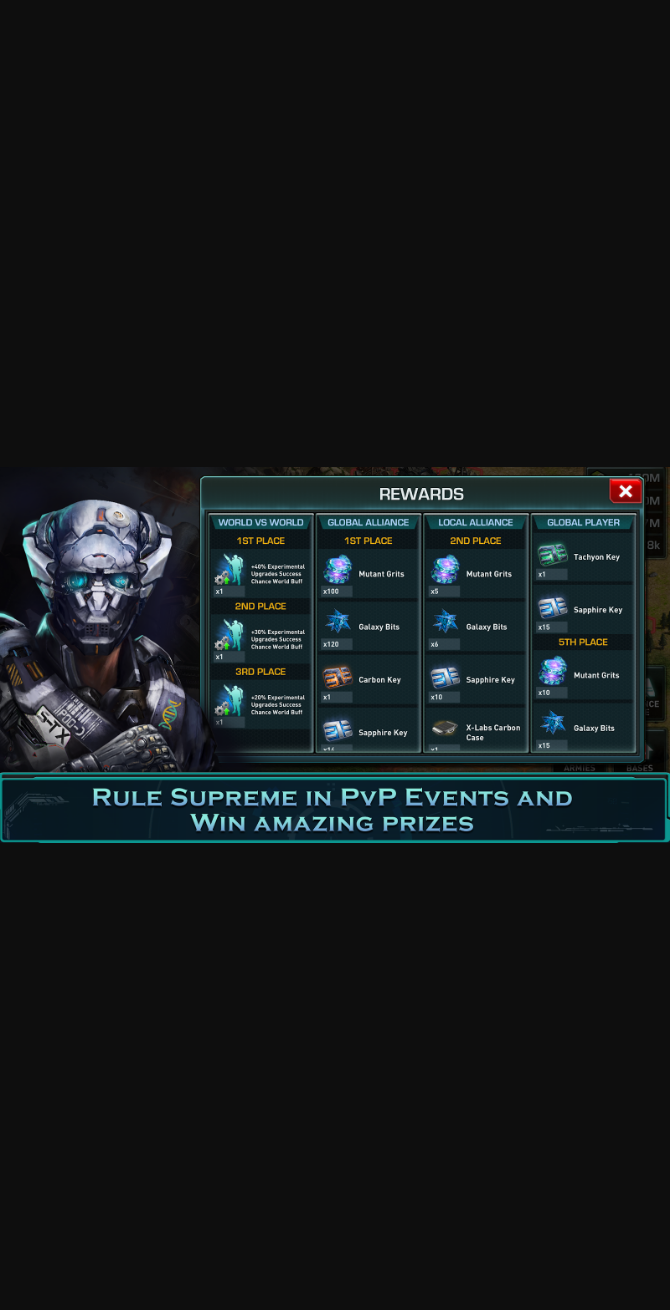 REWARDS
WORLD VS WORLD
1ST PLACE
+40% Experimental
Upgrades Success
Chance World Buff
x1
2ND PLACE
+30% Experimental
Upgrades Success
Chance World Buff
x1
3RD PLACE
+20% Experimental
Upgrades Success
Chance World Buff
x1
GLOBAL ALLIANCE
1ST PLACE
Mutant Grits
x100
Galaxy Bits
x120
Carbon Key
x1
Sapphire Key
LOCAL ALLIANCE
2ND PLACE
Mutant Grits
x5
Galaxy Bits
x6
Sapphire Key
x10
X-Labs Carbon
Case
x1
GLOBAL PLAYER
Tachyon Key
x1
Sapphire Key
x15
5TH PLACE
Mutant Grits
x10
Galaxy Bits
x15
STX
ARMIES
BASES
RULE SUPREME IN PVP EVENTS AND
WIN AMAZING PRIZES